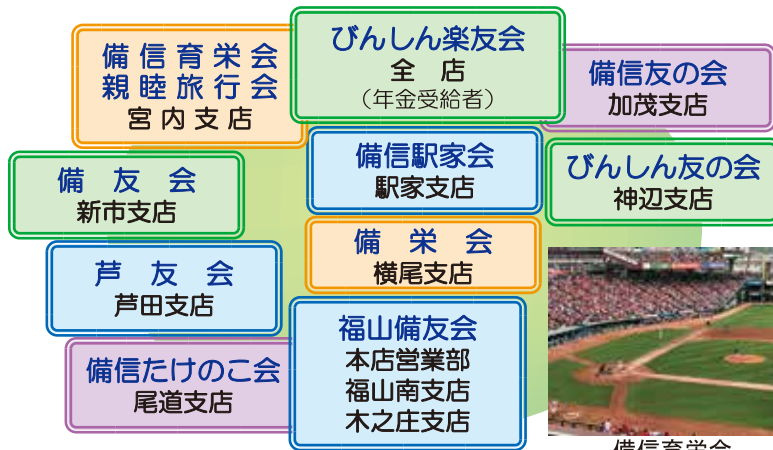 備信育栄会
親睦旅行会
宮内支店
びんしん楽友会
全店
（年金受給者）
備信友の会
加茂支店
備友会
新市支店
備信駅家会
駅家支店
びんしん友の会
神辺支店
芦友会
芦田支店
備栄会
横尾支店
備信たけのこ会
尾道支店
福山備友会
本店営業部
福山南支店
木之庄支店
備信育栄会